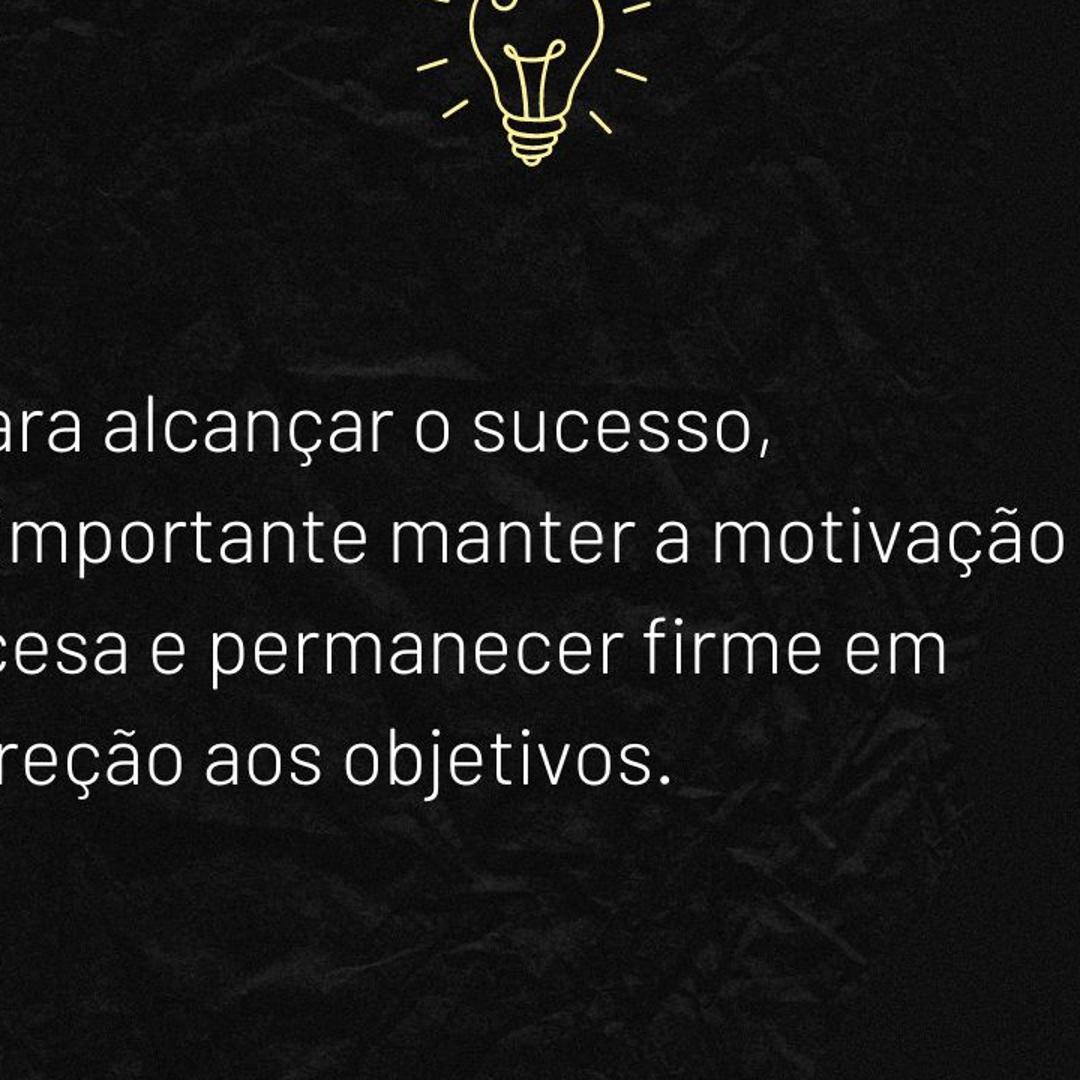 ara alcançar o sucesso,
importante manter a motivação
cesa e permanecer firme em
reção aos objetivos.